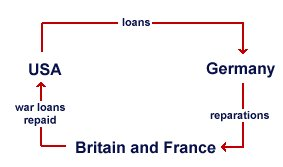 loans
USA
Germany
war loans
repaid
reparations
Britain and France